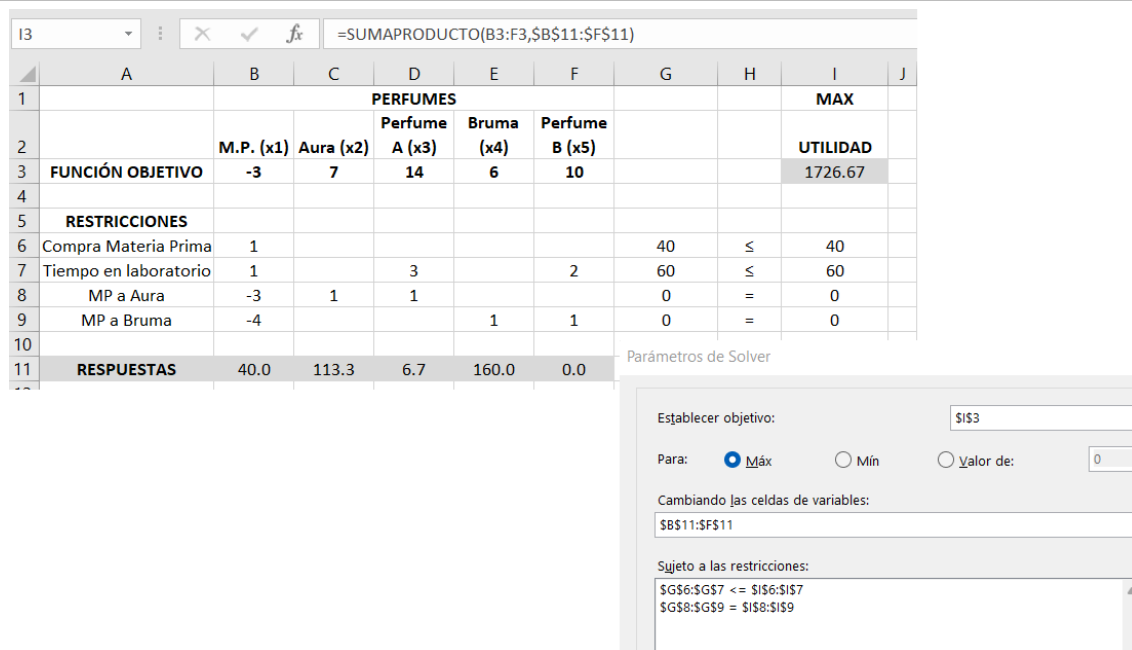 I3 =SUMAPRODUCTO(B3:F3,$B$11:$F$11)
A B C D E F G H I J
1 PERFUMES MAX
2 M.P. (x1) Aura (x2) Perfume A (x3) Bruma (x4) Perfume B (x5) UTILIDAD
3 FUNCIÓN OBJETIVO -3 7 14 6 10 1726.67
4
5 RESTRICCIONES
6 Compra Materia Prima 1 40 ≤ 40
7 Tiempo en laboratorio 1 3 2 60 ≤ 60
8 MP a Aura -3 1 1 0 = 0
9 MP a Bruma -4 1 1 0 = 0
10
11 RESPUESTAS 40.0 113.3 6.7 160.0 0.0
Parámetros de Solver
Establecer objetivo: $I$3
Para: Máx Mín Valor de: 0
Cambiando las celdas de variables:
$B$11:$F$11
Sujeto a las restricciones:
$G$6:$G$7 <= $I$6:$I$7
$G$8:$G$9 = $I$8:$I$9